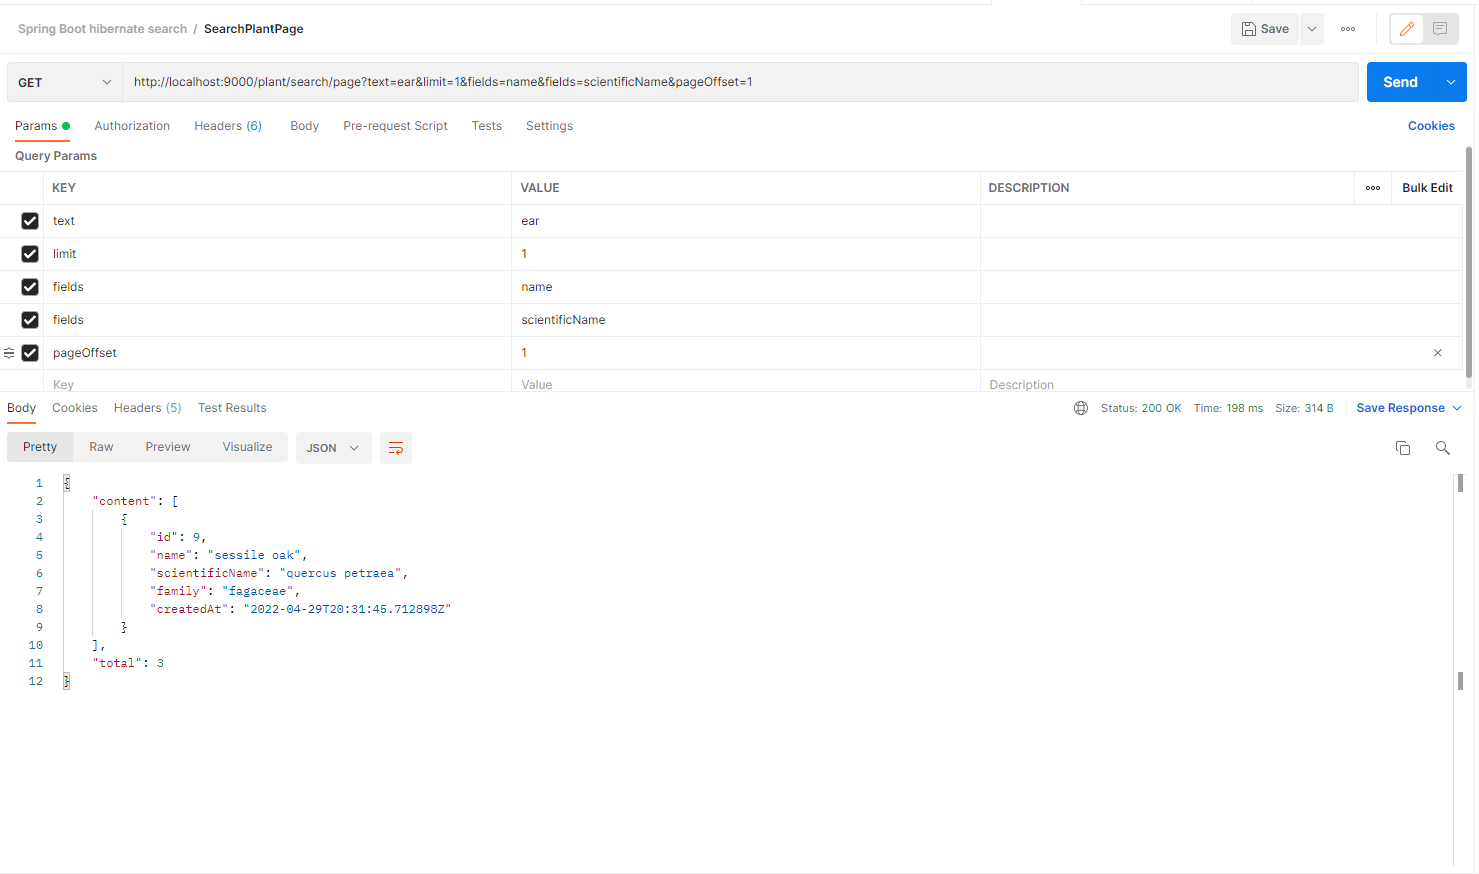 Spring Boot hibernate search / SearchPlantPage Save
GET http://localhost:9000/plant/search/page?text=ear&limit=1&fields=name&fields=scientificName&pageOffset=1 Send
Params Authorization Headers (6) Body Pre-request Script Tests Settings Cookies
Query Params
KEY VALUE DESCRIPTION Bulk Edit
text ear
limit 1
fields name
fields scientificName
pageOffset 1
Key Value Description
Body Cookies Headers (5) Test Results Status: 200 OK Time: 198 ms Size: 314 B Save Response
Pretty Raw Preview Visualize JSON
1 {
2 "content": [
3 {
4 "id": 9,
5 "name": "sessile oak",
6 "scientificName": "quercus petraea",
7 "family": "fagaceae",
8 "createdAt": "2022-04-29T20:31:45.712898Z"
9 }
10 ],
11 "total": 3
12 }